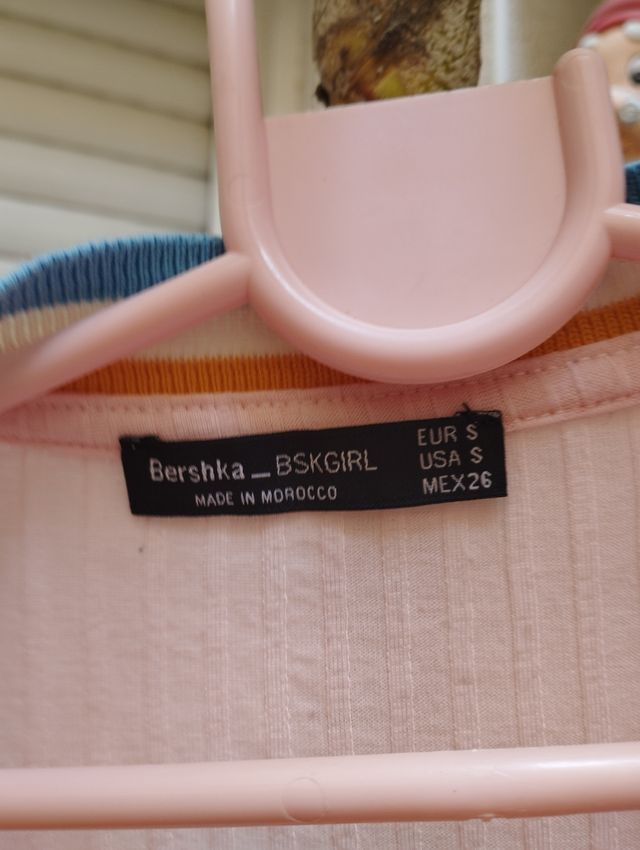 Bershka _ BSKGIRL
MADE IN MOROCCO
EUR S
USA S
MEX26